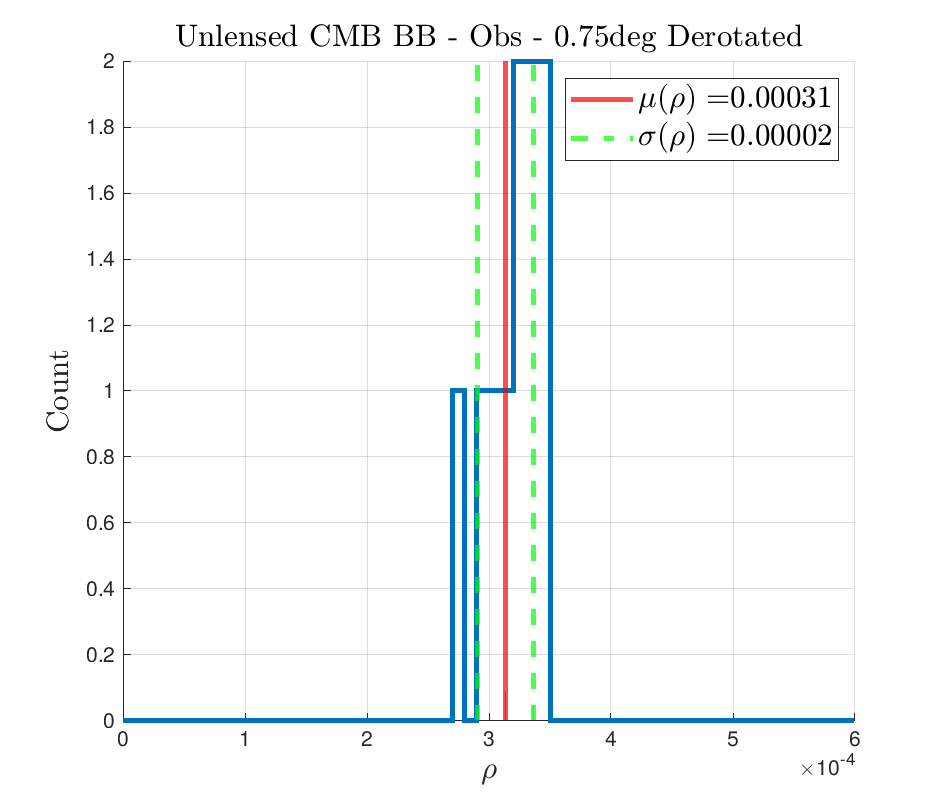 Unlensed CMB BB - Obs - 0.75deg Derotated
2
1.8
1.6
1.4
1.2
1
0.8
0.6
0.4
0.2
0
Count
μ(ρ) =0.00031
σ(ρ) =0.00002
0 1 2 3 4 5 6
×10⁻⁴
ρ